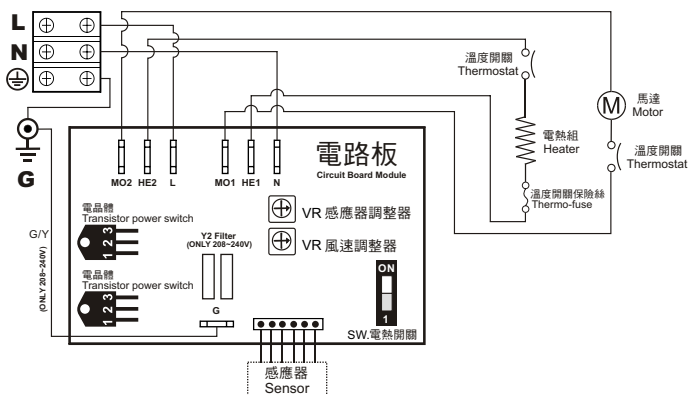 L
N
G
MO2
HE2
L
MO1
HE1
N
電路板
Circuit Board Module
電晶體
Transistor power switch
1 2 3
電晶體
Transistor power switch
1 2 3
G/Y
(ONLY 208~240V)
Y2 Filter
(ONLY 208~240V)
G
VR 感應器調整器
VR 風速調整器
ON
1
SW.電熱開關
感應器
Sensor
溫度開關
Thermostat
電熱組
Heater
溫度開關保險絲
Thermo-fuse
M
馬達
Motor
溫度開關
Thermostat